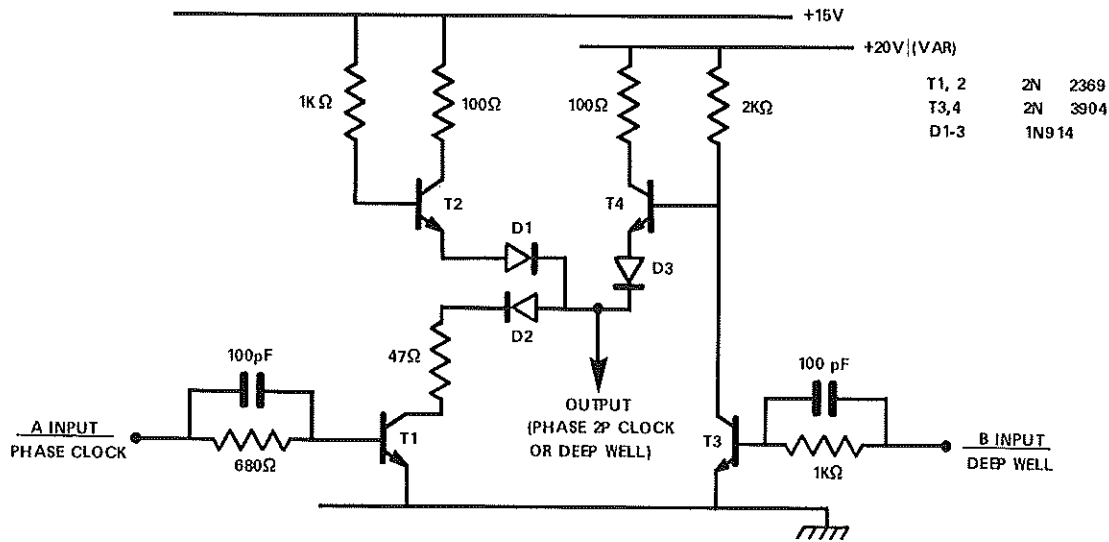 +15V
+20V (VAR)
1KΩ
100Ω
100Ω
2KΩ
T1, 2 2N 2369
T3,4 2N 3904
D1-3 1N914
T2
T4
D1
D3
D2
47Ω
100pF
100 pF
OUTPUT
(PHASE 2P CLOCK
OR DEEP WELL)
A INPUT
PHASE CLOCK
T1
T3
B INPUT
DEEP WELL
680Ω
1KΩ